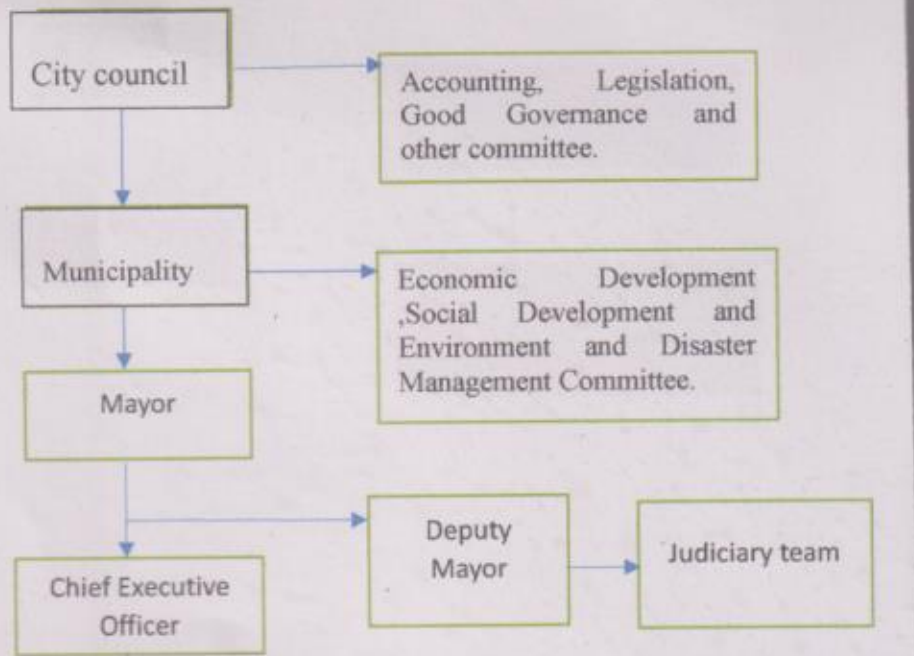 City council
Accounting, Legislation,
Good Governance and
other committee.
Municipality
Economic Development
,Social Development and
Environment and Disaster
Management Committee.
Mayor
Deputy
Mayor
Judiciary team
Chief Executive
Officer